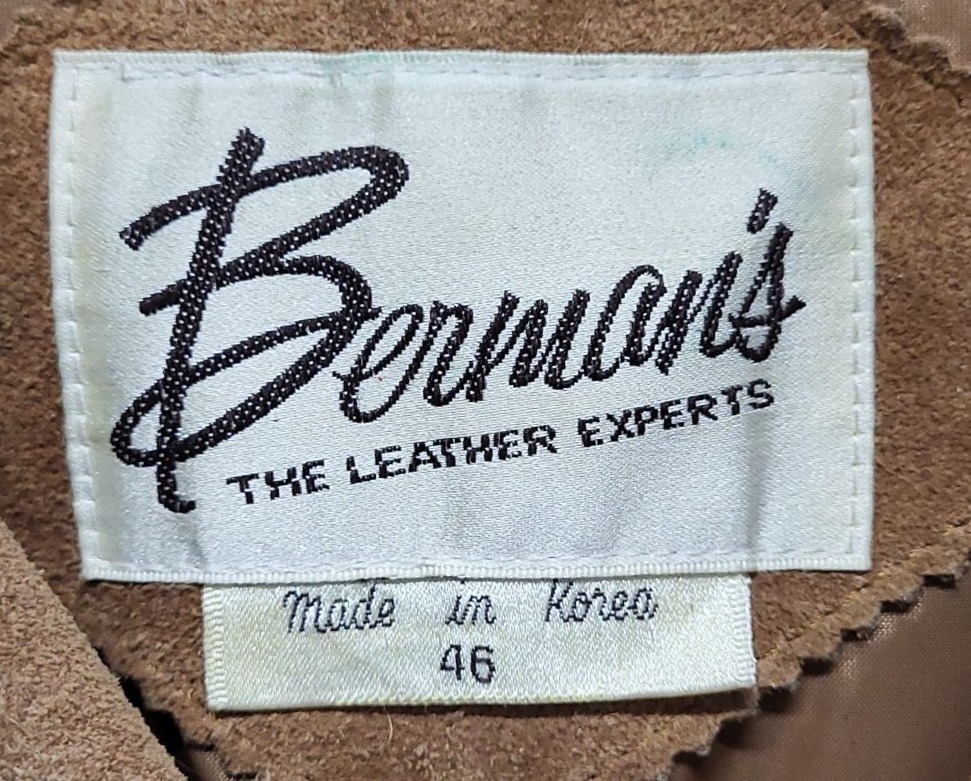 Berman's
THE LEATHER EXPERTS
made in Korea
46